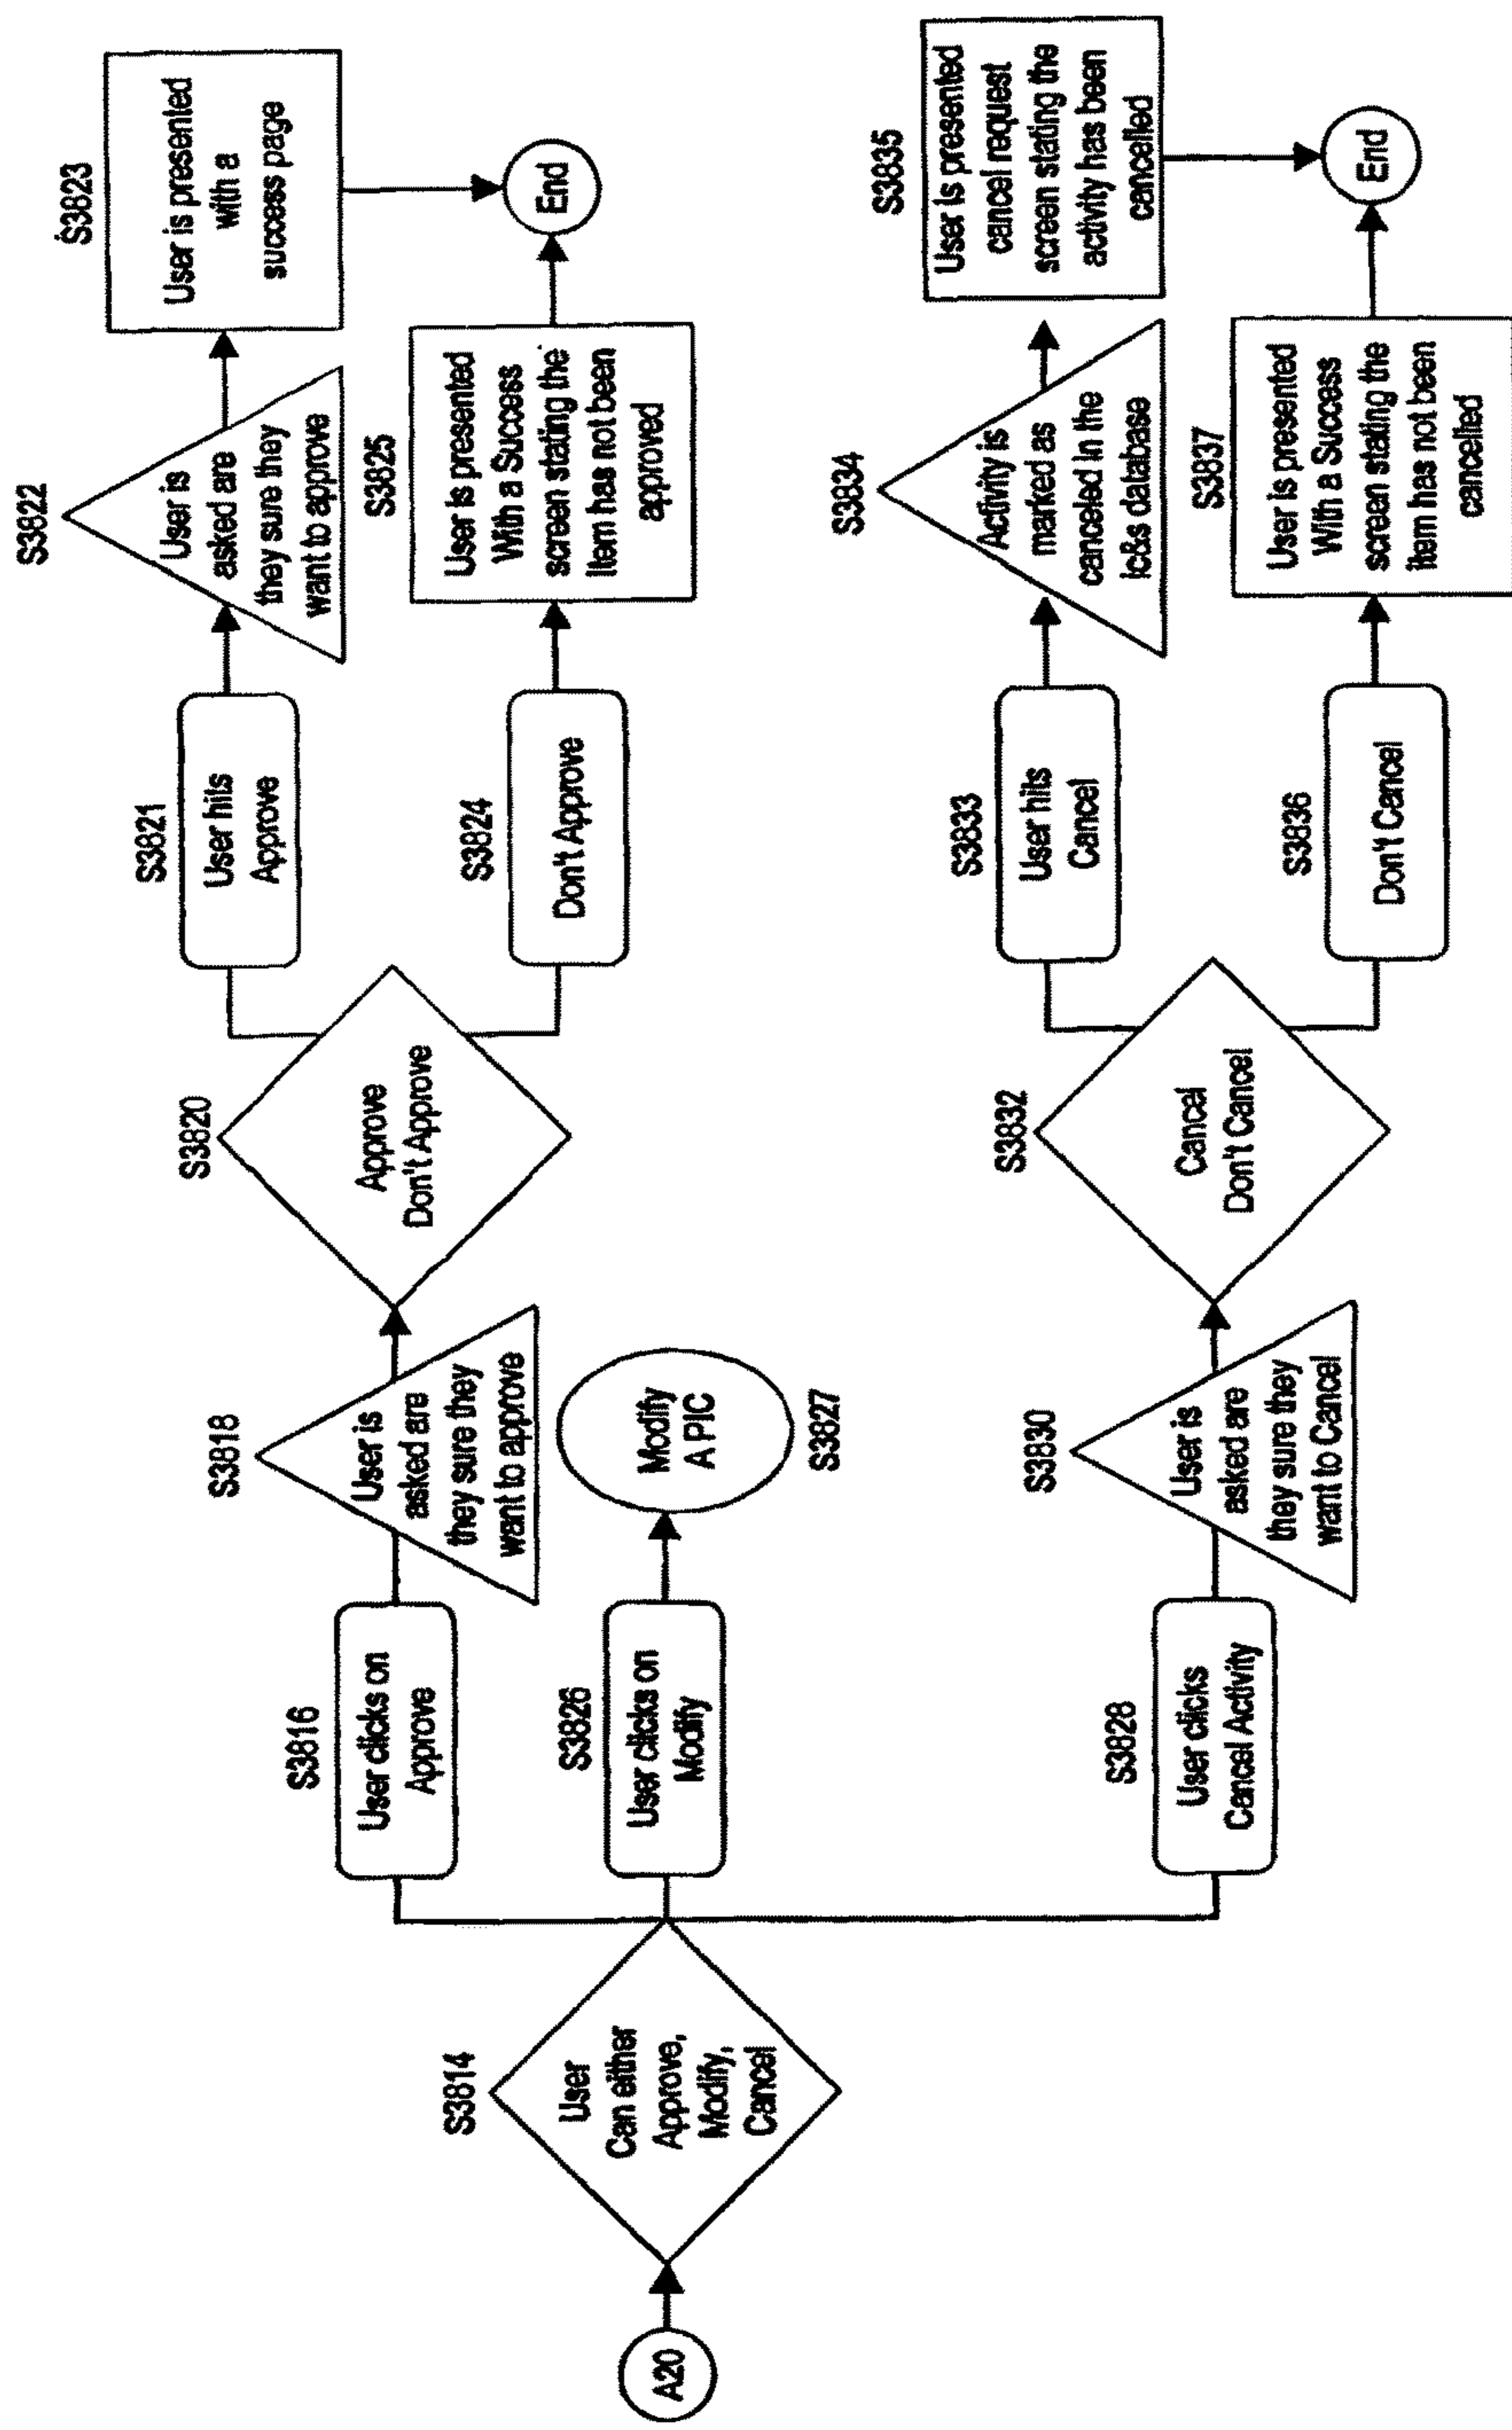 A20
S3814
User
Can either
Approve,
Modify,
Cancel
S3816
User clicks on
Approve
S3818
User is
asked are
they sure they
want to approve
S3820
Approve
Don't Approve
S3821
User hits
Approve
S3822
User is
asked are
they sure they
want to approve
S3823
User is presented
with a
success page
S3824
Don't Approve
S3825
User is presented
With a Success
screen stating the
item has not been
approved
End
S3826
User clicks on
Modify
Modify
A PIC
S3827
S3828
User clicks
Cancel Activity
S3830
User is
asked are
they sure they
want to Cancel
S3832
Cancel
Don't Cancel
S3833
User hits
Cancel
S3834
Activity is
marked as
canceled in the
ic&s database
S3835
User is presented
cancel request
screen stating the
activity has been
cancelled
S3836
Don't Cancel
S3837
User is presented
With a Success
screen stating the
item has not been
cancelled
End